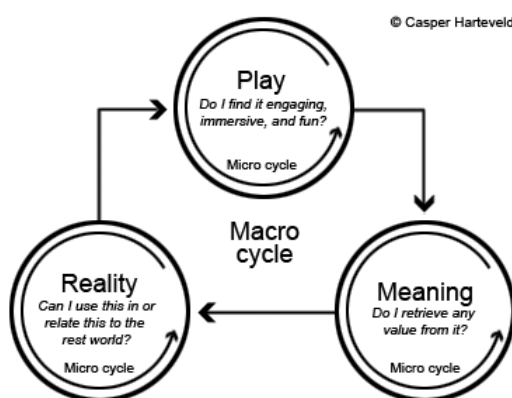 © Casper Harteveld
Play
Do I find it engaging,
immersive, and fun?
Micro cycle
Macro
cycle
Reality
Can I use this in or
relate this to the
rest world?
Micro cycle
Meaning
Do I retrieve any
value from it?
Micro cycle